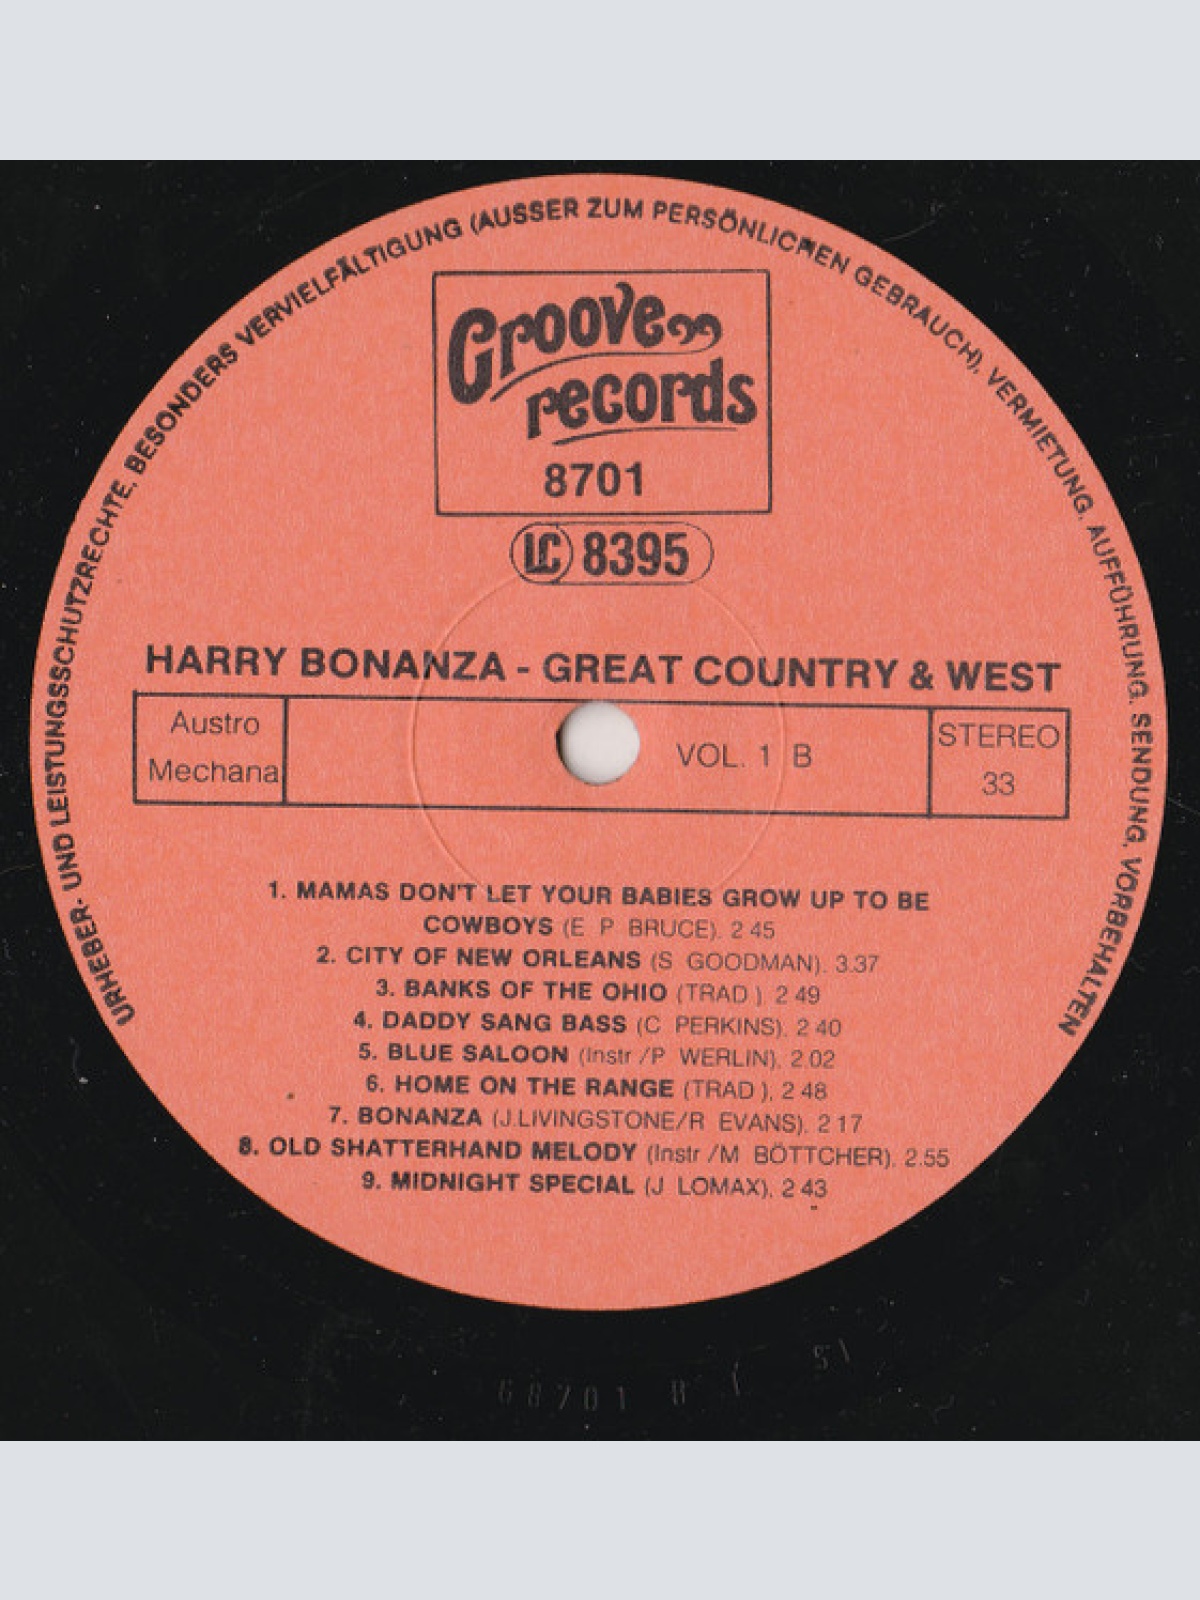 URHEBER- UND LEISTUNGSSCHUTZRECHTE, BESONDERS VERVIELFÄLTIGUNG (AUSSER ZUM PERSÖNLICHEN GEBRAUCH), VERMIETUNG, AUFFÜHRUNG, SENDUNG, VORBEHALTEN
Groove
records
8701
LC 8395
HARRY BONANZA - GREAT COUNTRY & WEST
Austro
Mechana
VOL. 1 B
STEREO
33
1. MAMAS DON'T LET YOUR BABIES GROW UP TO BE
COWBOYS (E P BRUCE). 2 45
2. CITY OF NEW ORLEANS (S GOODMAN). 3.37
3. BANKS OF THE OHIO (TRAD ). 2 49
4. DADDY SANG BASS (C PERKINS). 2 40
5. BLUE SALOON (Instr /P WERLIN). 2.02
6. HOME ON THE RANGE (TRAD ), 2 48
7. BONANZA (J.LIVINGSTONE/R EVANS). 2 17
8. OLD SHATTERHAND MELODY (Instr /M BÖTTCHER). 2.55
9. MIDNIGHT SPECIAL (J LOMAX), 2 43